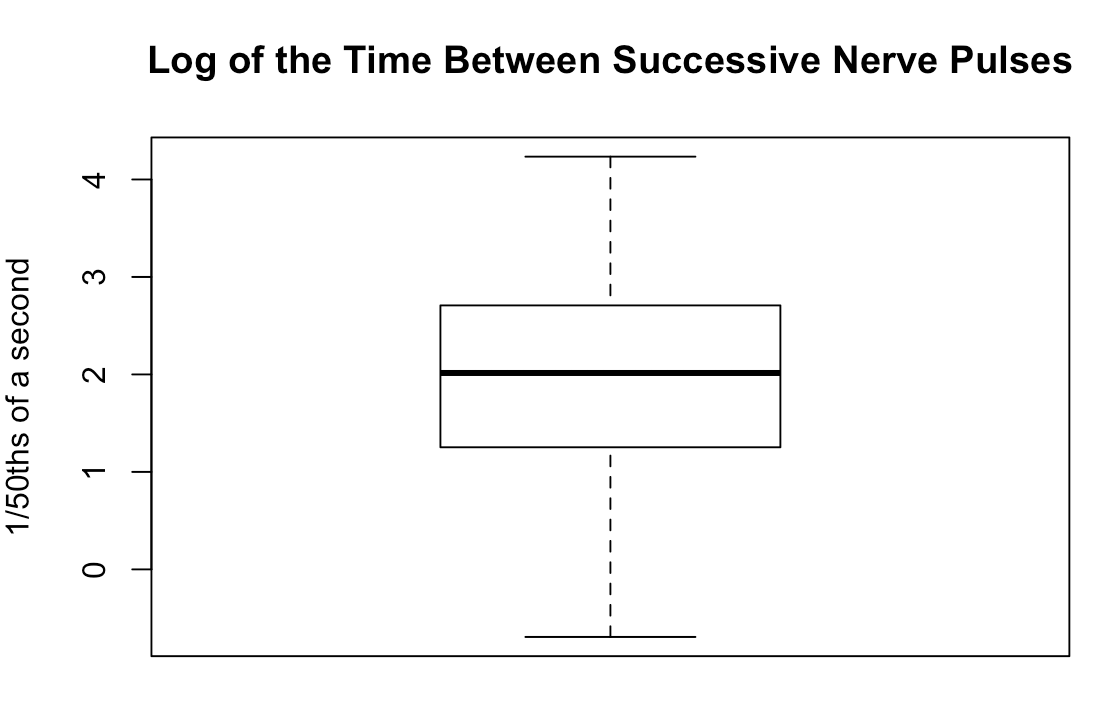 Log of the Time Between Successive Nerve Pulses
1/50ths of a second
4
3
2
1
0